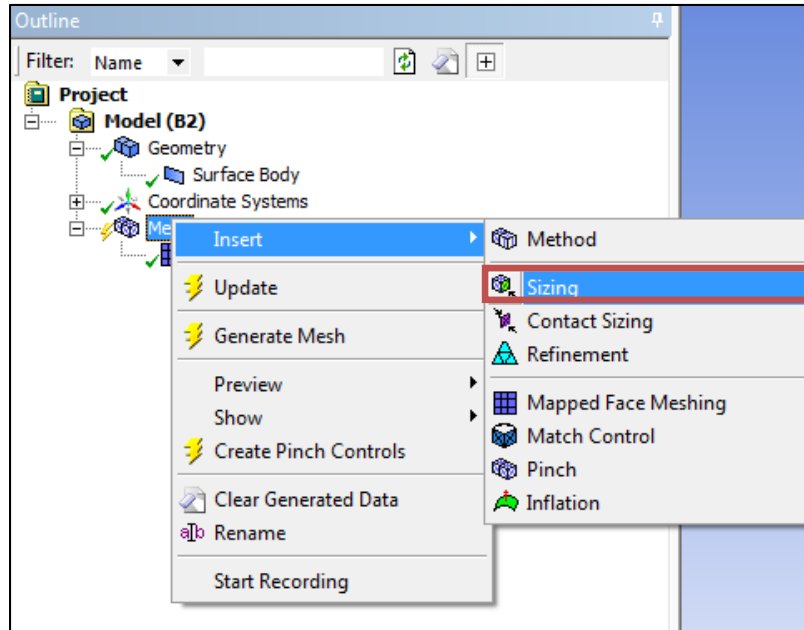 Outline
Filter: Name
Project
Model (B2)
Geometry
Surface Body
Coordinate Systems
Insert
Method
Update
Sizing
Contact Sizing
Generate Mesh
Refinement
Preview
Mapped Face Meshing
Show
Match Control
Create Pinch Controls
Pinch
Clear Generated Data
Inflation
Rename
Start Recording